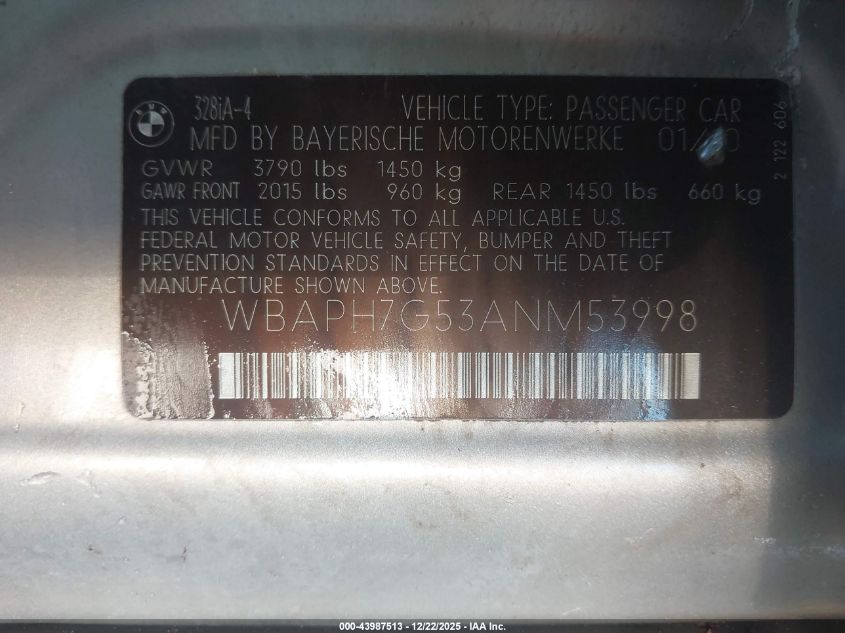 BMW
328iA-4 VEHICLE TYPE: PASSENGER CAR
MFD BY BAYERISCHE MOTORENWERKE
GVWR 3790 lbs 1450 kg
GAWR FRONT 2015 lbs 960 kg REAR 1450 lbs 660 kg
THIS VEHICLE CONFORMS TO ALL APPLICABLE U.S.
FEDERAL MOTOR VEHICLE SAFETY, BUMPER AND THEFT
PREVENTION STANDARDS IN EFFECT ON THE DATE OF
MANUFACTURE SHOWN ABOVE.
WBAPH7G53ANM53998
2 122 606
000-43987513 - 12/22/2025 - IAA Inc.